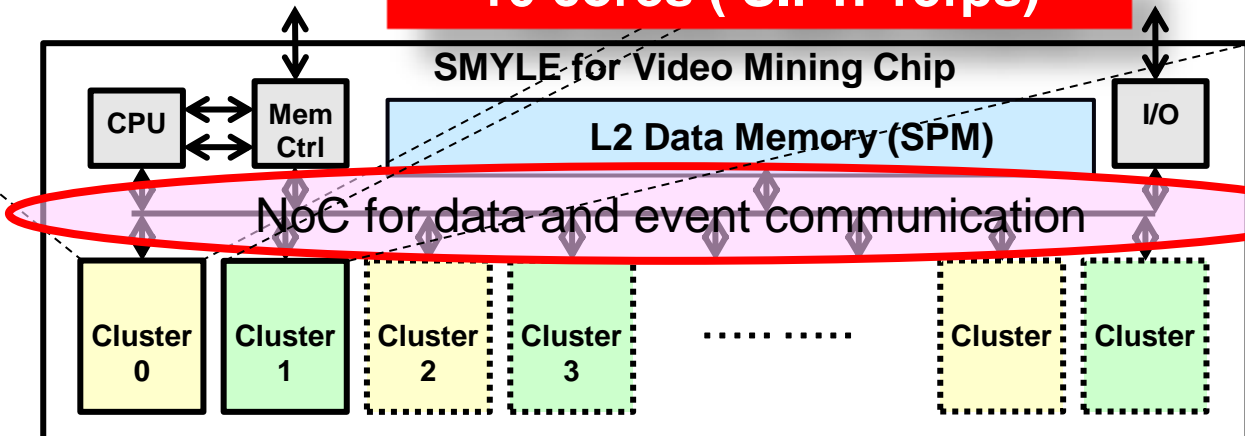 SMYLE for Video Mining Chip
CPU
Mem
Ctrl
L2 Data Memory (SPM)
I/O
NoC for data and event communication
Cluster
0
Cluster
1
Cluster
2
Cluster
3
..... .....
Cluster
Cluster